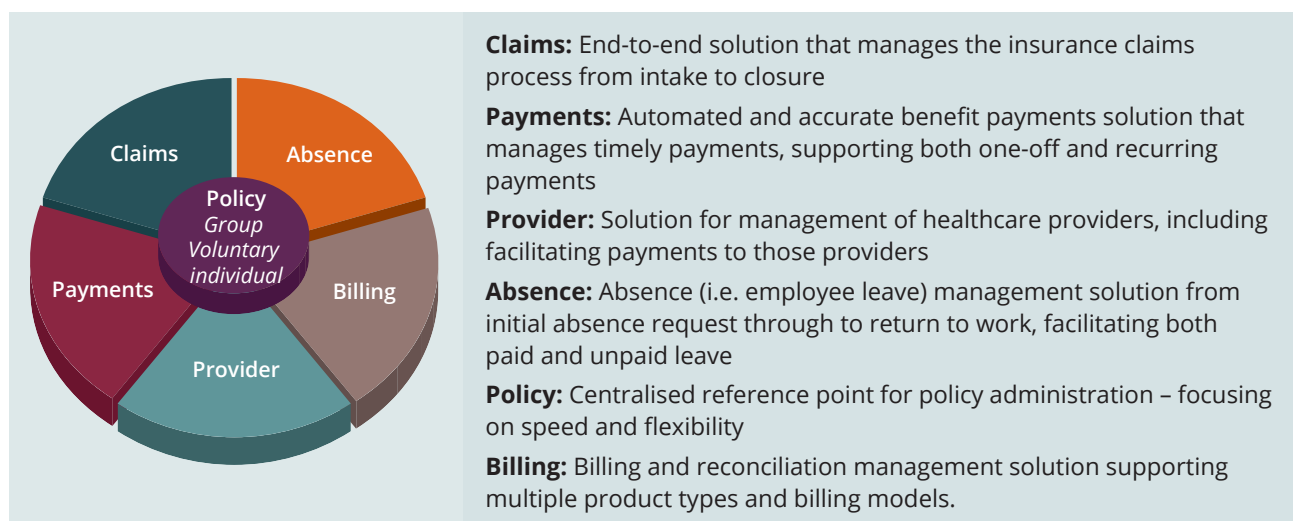 Claims
Absence
Policy
Group
Voluntary
individual
Payments
Billing
Provider
Claims: End-to-end solution that manages the insurance claims
process from intake to closure
Payments: Automated and accurate benefit payments solution that
manages timely payments, supporting both one-off and recurring
payments
Provider: Solution for management of healthcare providers, including
facilitating payments to those providers
Absence: Absence (i.e. employee leave) management solution from
initial absence request through to return to work, facilitating both
paid and unpaid leave
Policy: Centralised reference point for policy administration – focusing
on speed and flexibility
Billing: Billing and reconciliation management solution supporting
multiple product types and billing models.